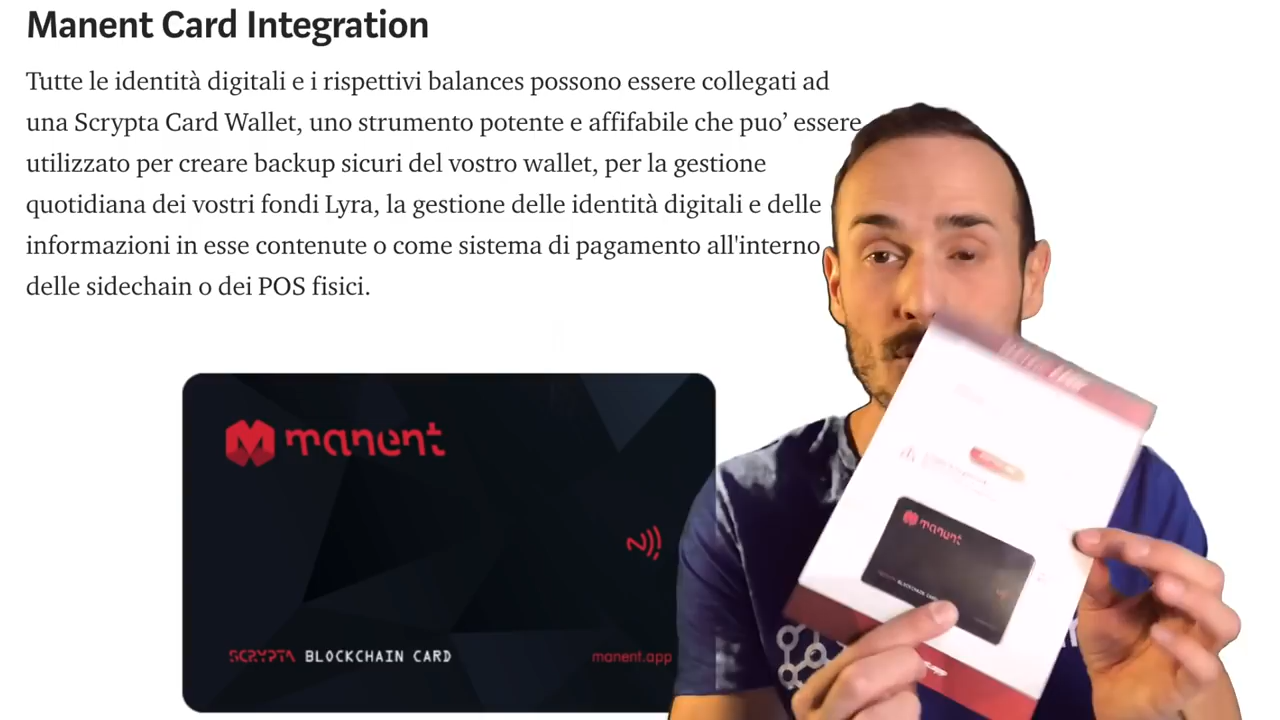 Manent Card Integration
Tutte le identità digitali e i rispettivi balances possono essere collegati ad
una Scrypta Card Wallet, uno strumento potente e affifabile che puo’ essere
utilizzato per creare backup sicuri del vostro wallet, per la gestione
quotidiana dei vostri fondi Lyra, la gestione delle identità digitali e delle
informazioni in esse contenute o come sistema di pagamento all'interno
delle sidechain o dei POS fisici.
manent
SCRYPTA BLOCKCHAIN CARD
manent.app
manent
BLOCKCHAIN CARD